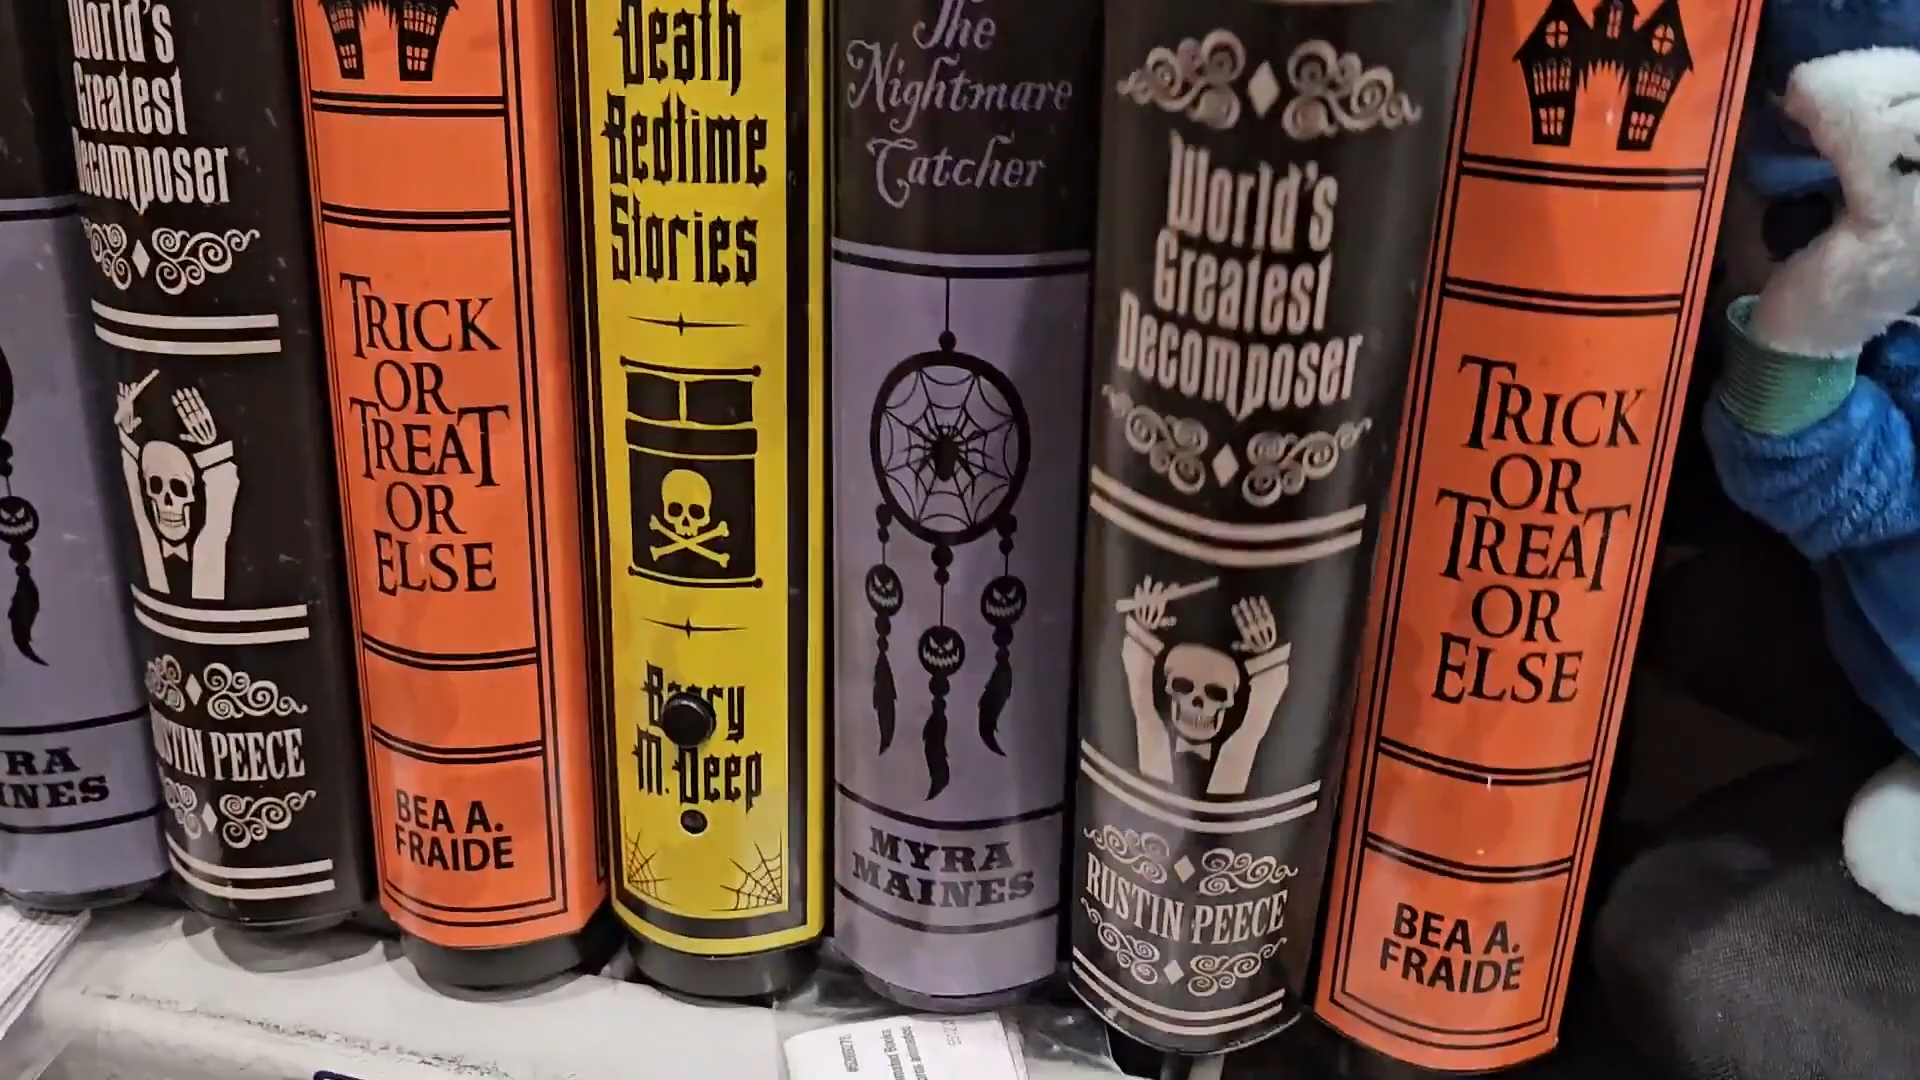 World's
Greatest
Decomposer
PEECE
TRICK
OR
TREAT
OR
ELSE
BEA A.
FRAIDE
Death
Bedtime
Stories
M. Deep
The
Nightmare
Catcher
MYRA
MAINES
World's
Greatest
Decomposer
RUSTIN PEECE
TRICK
OR
TREAT
OR
ELSE
BEA A.
FRAIDE